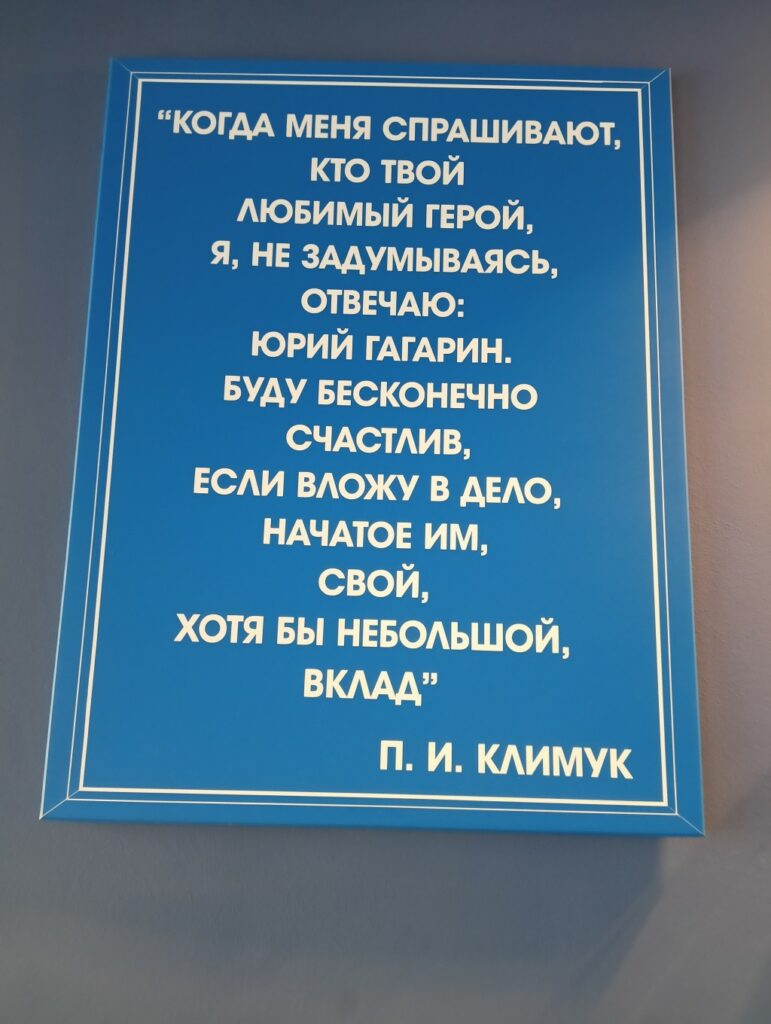 “КОГДА МЕНЯ СПРАШИВАЮТ,
КТО ТВОЙ
ЛЮБИМЫЙ ГЕРОЙ,
Я, НЕ ЗАДУМЫВАЯСЬ,
ОТВЕЧАЮ:
ЮРИЙ ГАГАРИН.
БУДУ БЕСКОНЕЧНО
СЧАСТЛИВ,
ЕСЛИ ВЛОЖУ В ДЕЛО,
НАЧАТОЕ ИМ,
СВОЙ,
ХОТЯ БЫ НЕБОЛЬШОЙ,
ВКЛАД”
П. И. КЛИМУК